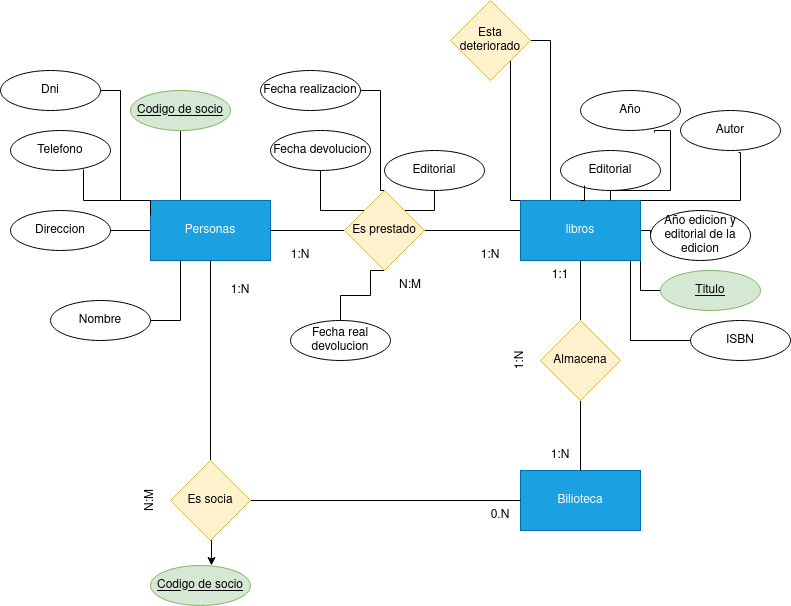 Esta
deteriorado
Dni
Fecha realizacion
Codigo de socio
Año
Autor
Telefono
Fecha devolucion
Editorial
Editorial
Direccion
Personas
Es prestado
libros
Año edicion y
editorial de la
edicion
1:N
1:N
1:1
1:N
N:M
Titulo
Nombre
Fecha real
devolucion
ISBN
1:N
Almacena
1:N
N:M
Es socia
Bilioteca
0.N
Codigo de socio